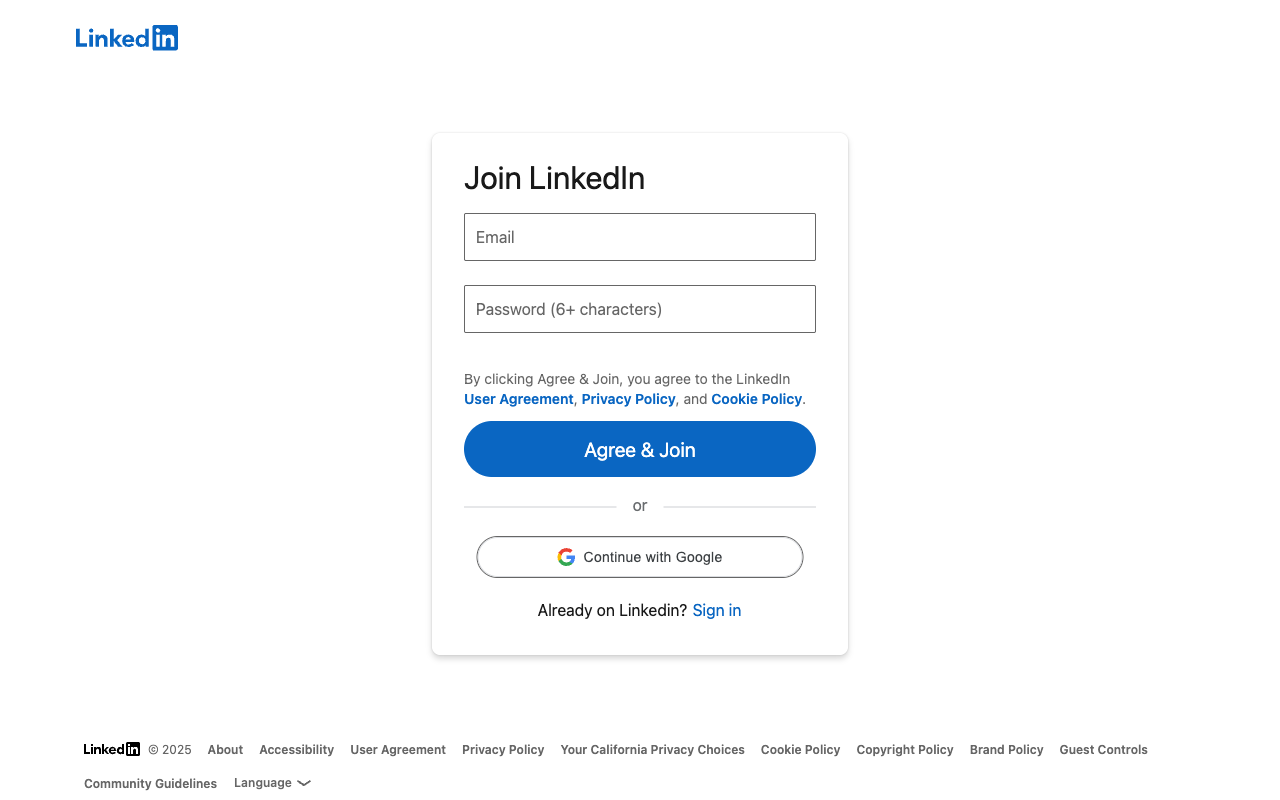 Linkedin
Join LinkedIn
Email
Password (6+ characters)
By clicking Agree & Join, you agree to the LinkedIn
User Agreement, Privacy Policy, and Cookie Policy.
Agree & Join
or
Continue with Google
Already on Linkedin? Sign in
Linkedin © 2025 About Accessibility User Agreement Privacy Policy Your California Privacy Choices Cookie Policy Copyright Policy Brand Policy Guest Controls
Community Guidelines Language